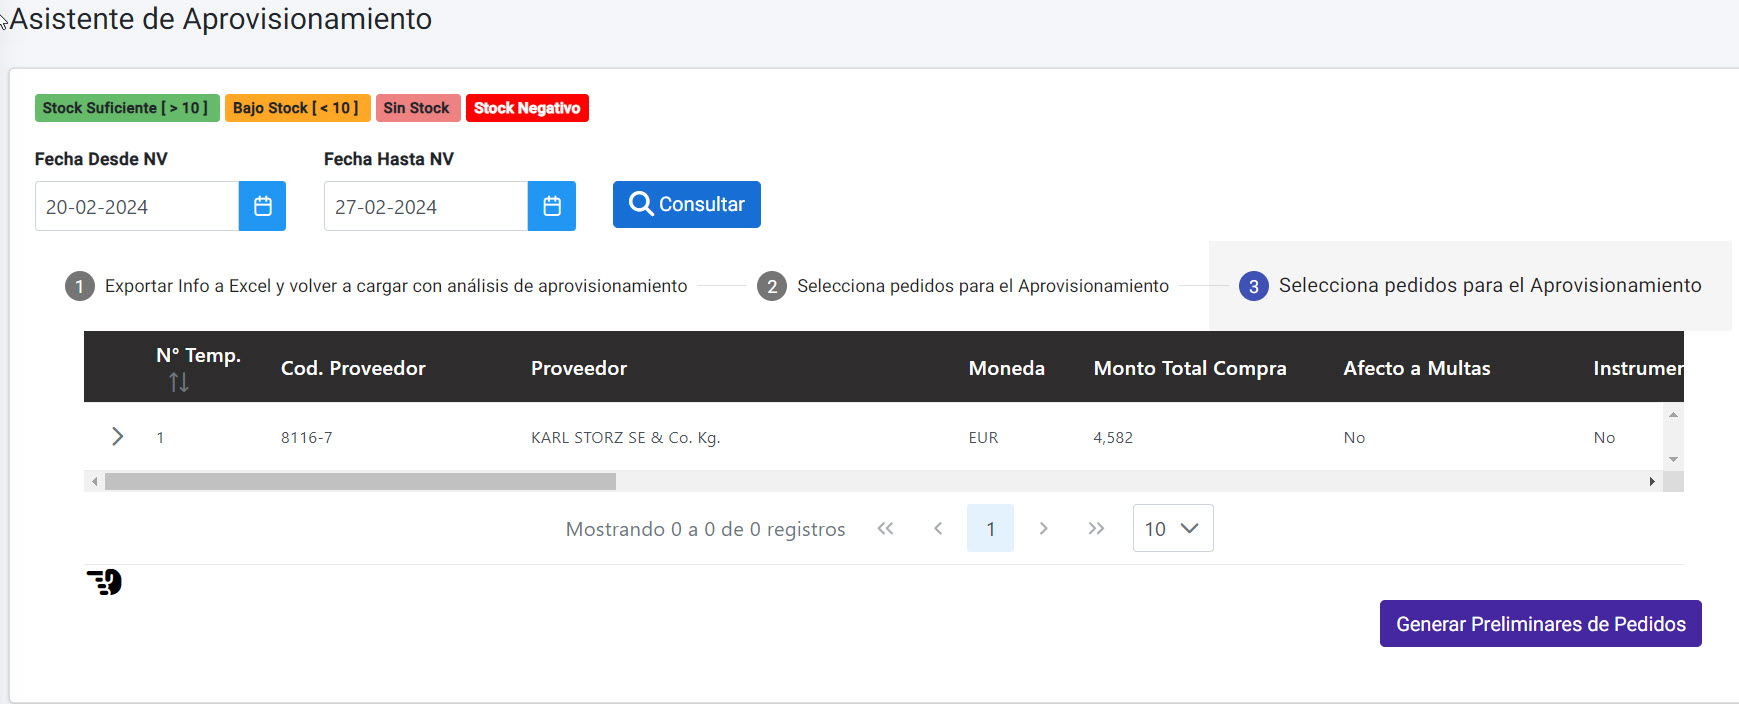 Asistente de Aprovisionamiento
Stock Suficiente [ > 10 ] Bajo Stock [ < 10 ] Sin Stock Stock Negativo
Fecha Desde NV Fecha Hasta NV
20-02-2024 27-02-2024 Consultar
1 Exportar Info a Excel y volver a cargar con análisis de aprovisionamiento 2 Selecciona pedidos para el Aprovisionamiento 3 Selecciona pedidos para el Aprovisionamiento
N° Temp. Cod. Proveedor Proveedor Moneda Monto Total Compra Afecto a Multas Instrumen
1 8116-7 KARL STORZ SE & Co. Kg. EUR 4,582 No No
Mostrando 0 a 0 de 0 registros 1 10
Generar Preliminares de Pedidos